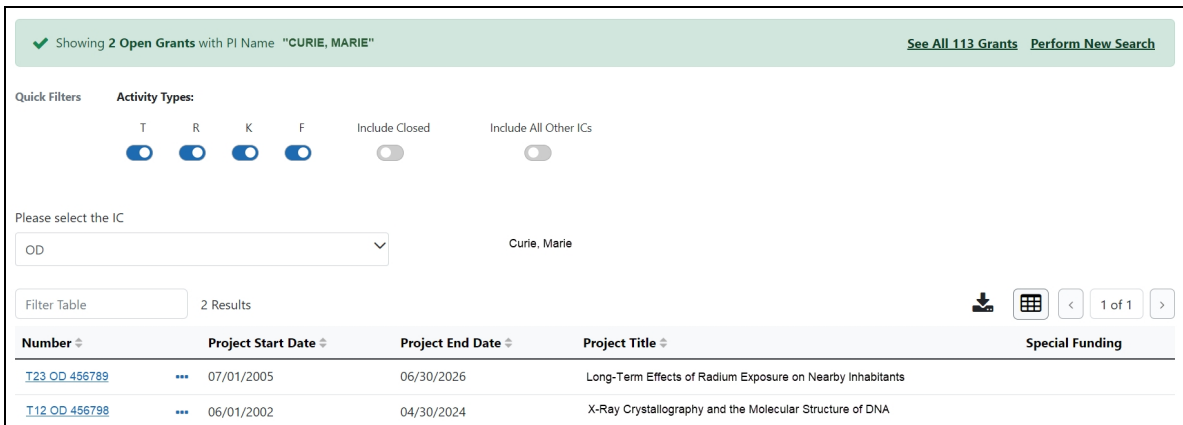 Showing 2 Open Grants with PI Name "CURIE, MARIE" See All 113 Grants Perform New Search
Quick Filters Activity Types:
T R K F Include Closed Include All Other ICs
Please select the IC
OD Curie, Marie
Filter Table 2 Results 1 of 1
Number Project Start Date Project End Date Project Title Special Funding
T23 OD 456789 ••• 07/01/2005 06/30/2026 Long-Term Effects of Radium Exposure on Nearby Inhabitants
T12 OD 456798 ••• 06/01/2002 04/30/2024 X-Ray Crystallography and the Molecular Structure of DNA